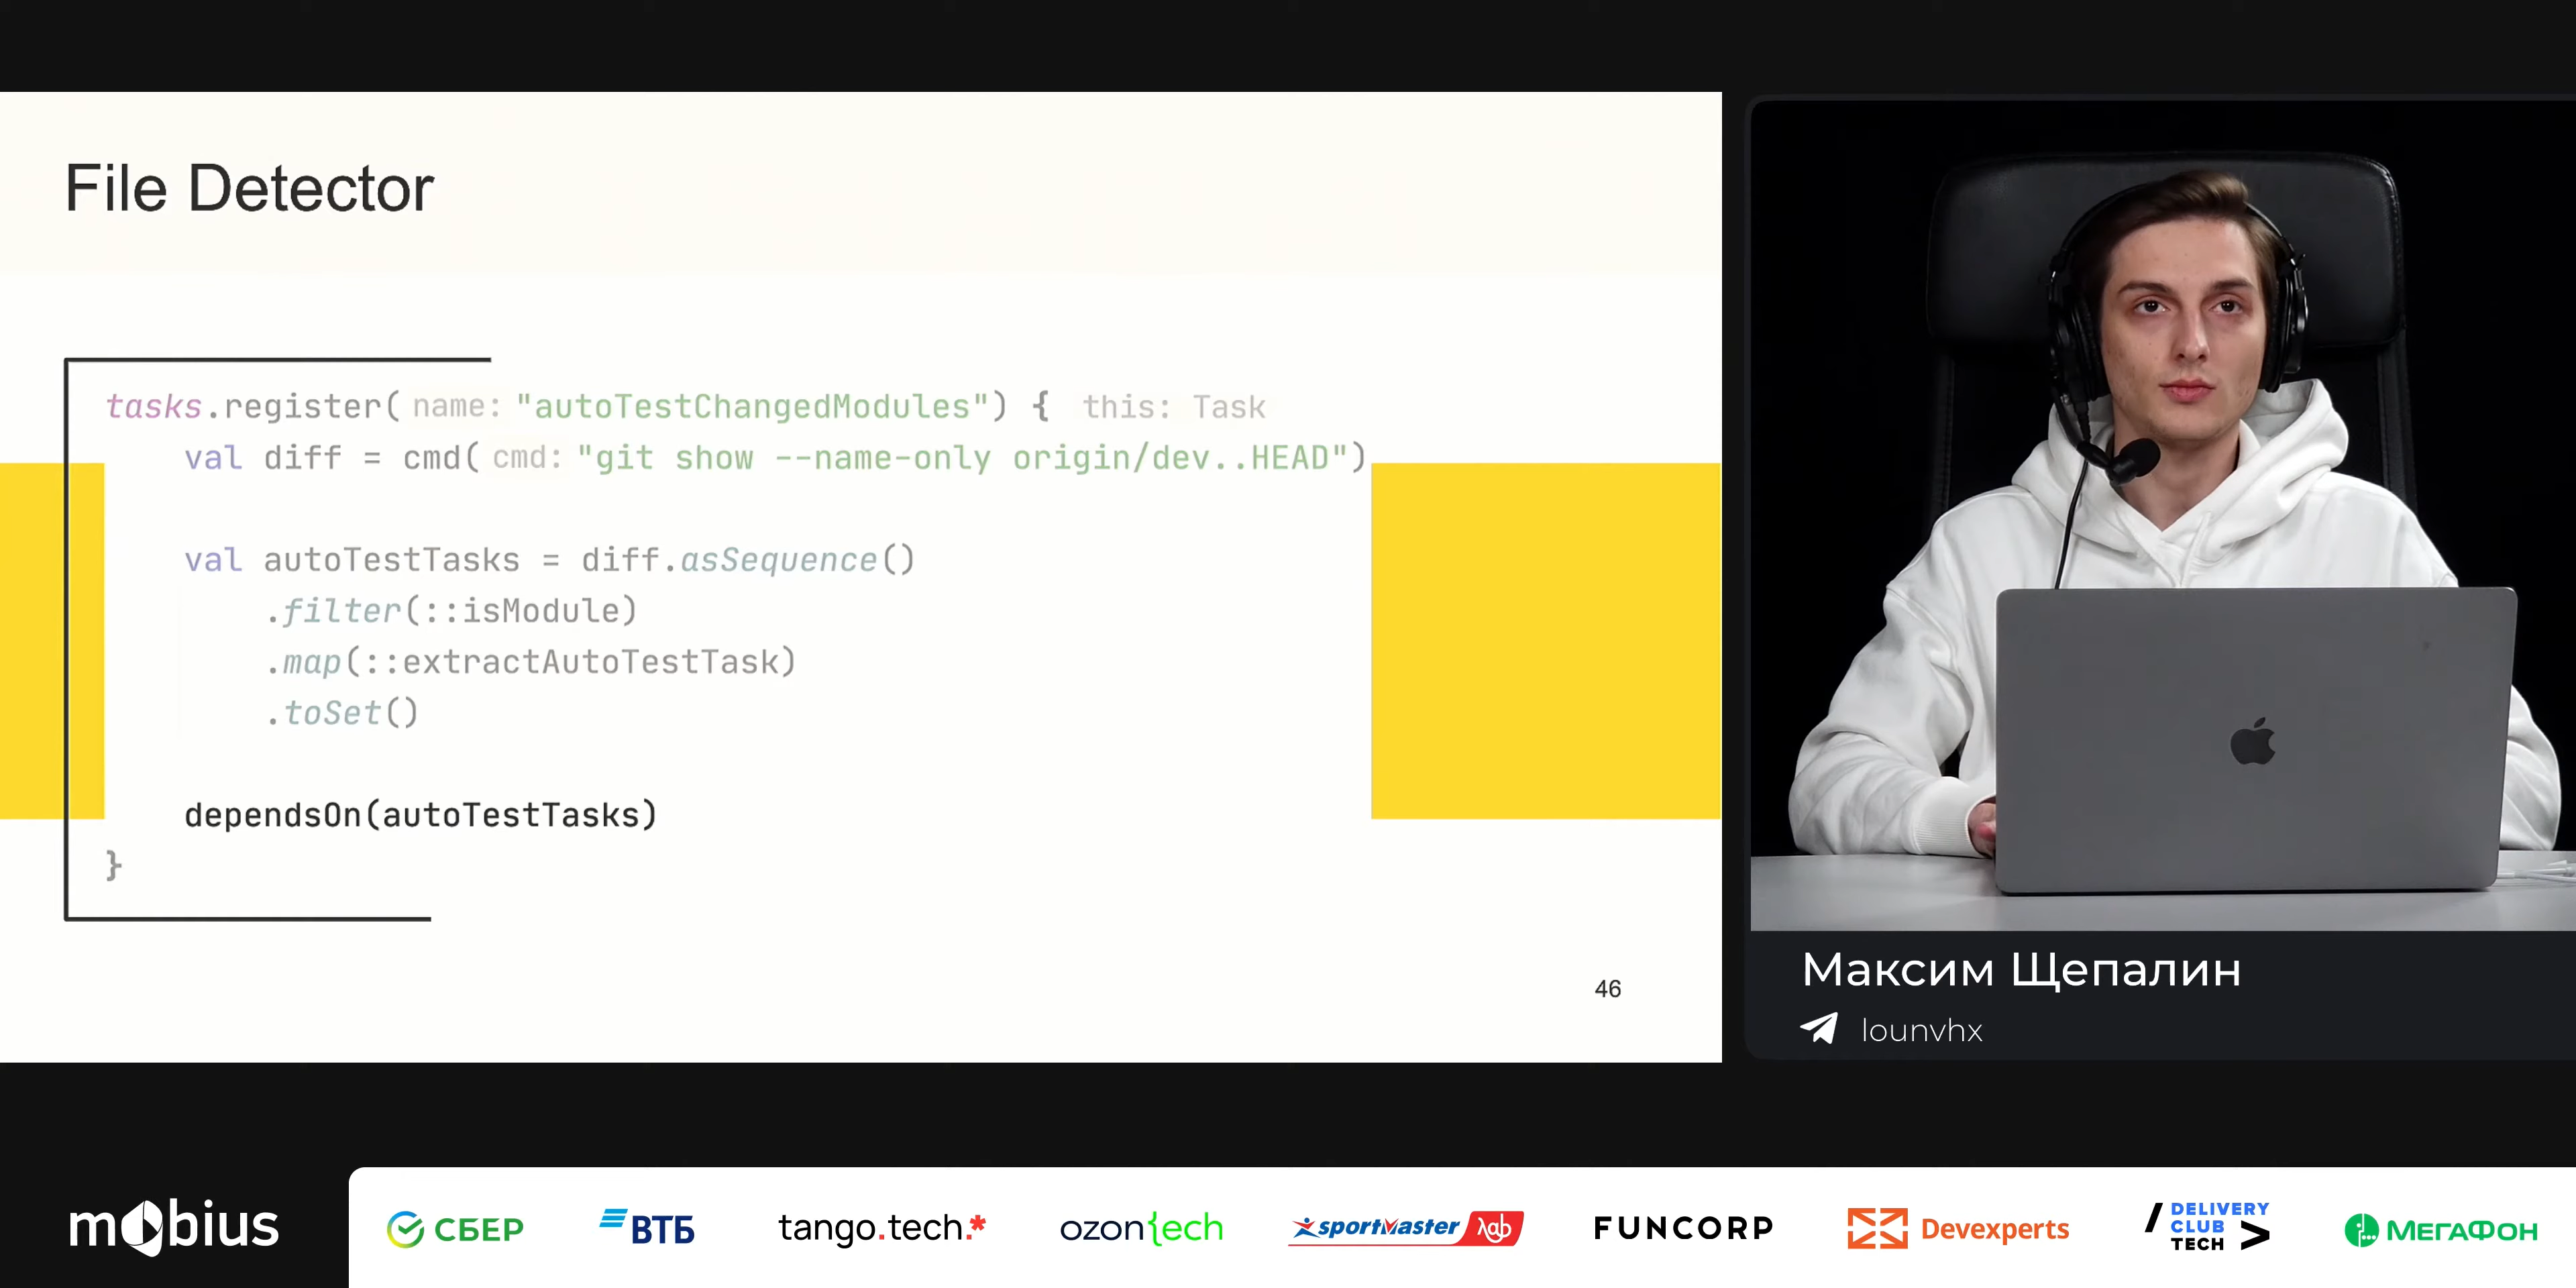 File Detector
tasks.register( name: "autoTestChangedModules") { this: Task
val diff = cmd( cmd: "git show --name-only origin/dev..HEAD")
val autoTestTasks = diff.asSequence()
.filter(::isModule)
.map(::extractAutoTestTask)
.toSet()
dependsOn(autoTestTasks)
}
46
Максим Щепалин
lounvhx
mobius
СБЕР
ВТБ
tango.tech.*
ozon{ech
sportmaster lab
FUNCORP
Devexperts
/ DELIVERY
CLUB
TECH >
МЕГАФОН